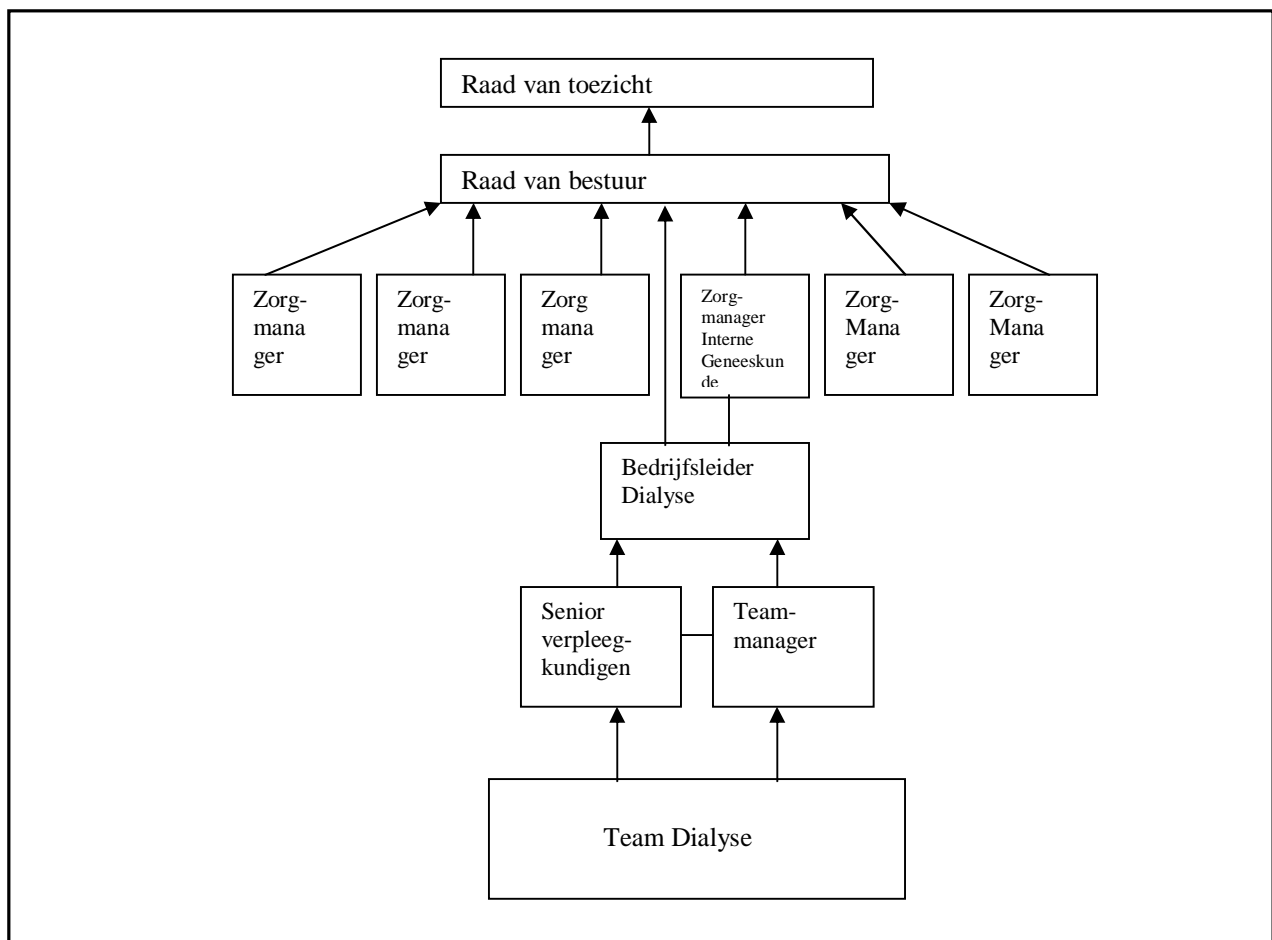 Raad van toezicht
Raad van bestuur
Zorg-
mana
ger
Zorg-
mana
ger
Zorg
mana
ger
Zorg-
manager
Interne
Geneeskun
de
Zorg-
Mana
ger
Zorg-
Mana
ger
Bedrijfsleider
Dialyse
Senior
verpleeg-
kundigen
Team-
manager
Team Dialyse